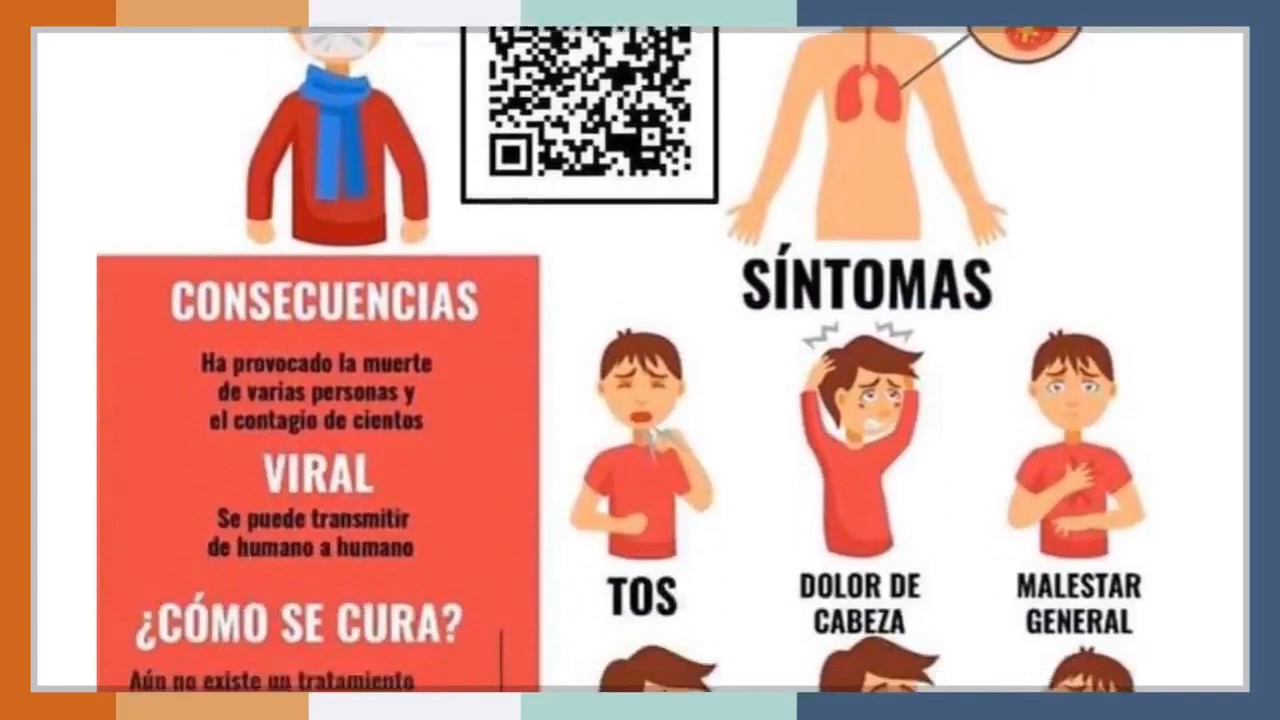 CONSECUENCIAS
Ha provocado la muerte
de varias personas y
el contagio de cientos
VIRAL
Se puede transmitir
de humano a humano
¿CÓMO SE CURA?
Aún no existe un tratamiento
SÍNTOMAS
TOS
DOLOR DE
CABEZA
MALESTAR
GENERAL